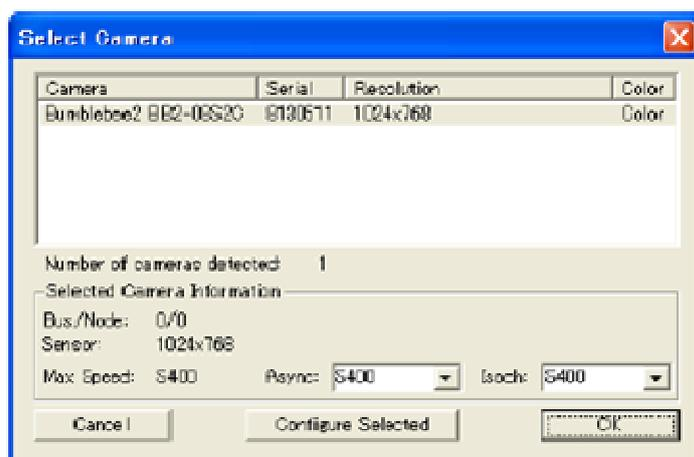 Select Camera
Camera Serial Resolution Color
Bumblebee2 BB2-08S2C 1024x768 Color
Number of cameras detected: 1
Selected Camera Information
Bus/Node: 0/0
Sensor: 1024x768
Max Speed: S400 Async: S400 Isoch: S400
Cancel Configure Selected OK